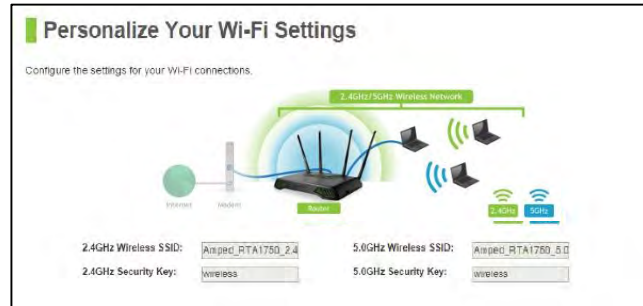 Personalize Your Wi-Fi Settings
Configure the settings for your Wi-Fi connections.
2.4GHz/5GHz Wireless Network
Internet
Modem
Router
2.4GHz
5GHz
2.4GHz Wireless SSID: Amped_RTA1750_2.4
5.0GHz Wireless SSID: Amped_RTA1750_5.0
2.4GHz Security Key: wireless
5.0GHz Security Key: wireless